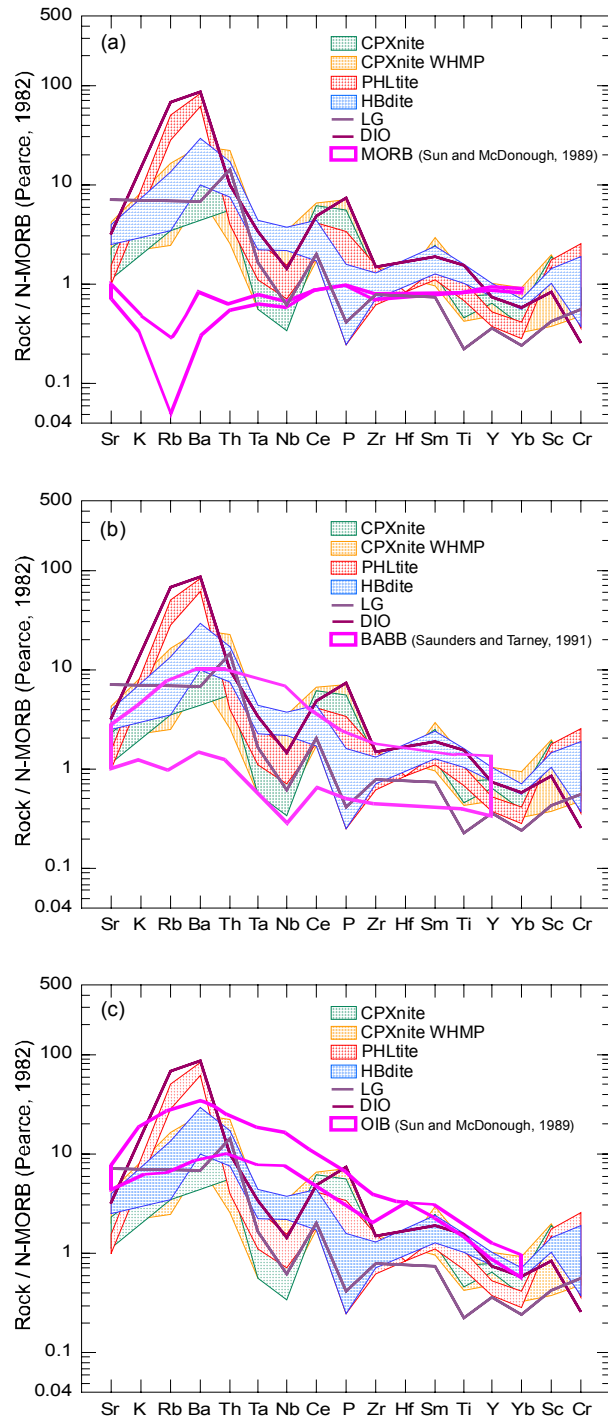 500
(a)
CPXnite
CPXnite WHMP
100
PHLtite
HBdite
LG
DIO
MORB (Sun and McDonough, 1989)
10
1
0.1
0.04
Rock / N-MORB (Pearce, 1982)
Sr K Rb Ba Th Ta Nb Ce P Zr Hf Sm Ti Y Yb Sc Cr
500
(b)
CPXnite
CPXnite WHMP
100
PHLtite
HBdite
LG
DIO
BABB (Saunders and Tarney, 1991)
10
1
0.1
0.04
Rock / N-MORB (Pearce, 1982)
Sr K Rb Ba Th Ta Nb Ce P Zr Hf Sm Ti Y Yb Sc Cr
500
(c)
CPXnite
CPXnite WHMP
100
PHLtite
HBdite
LG
DIO
OIB (Sun and McDonough, 1989)
10
1
0.1
0.04
Rock / N-MORB (Pearce, 1982)
Sr K Rb Ba Th Ta Nb Ce P Zr Hf Sm Ti Y Yb Sc Cr